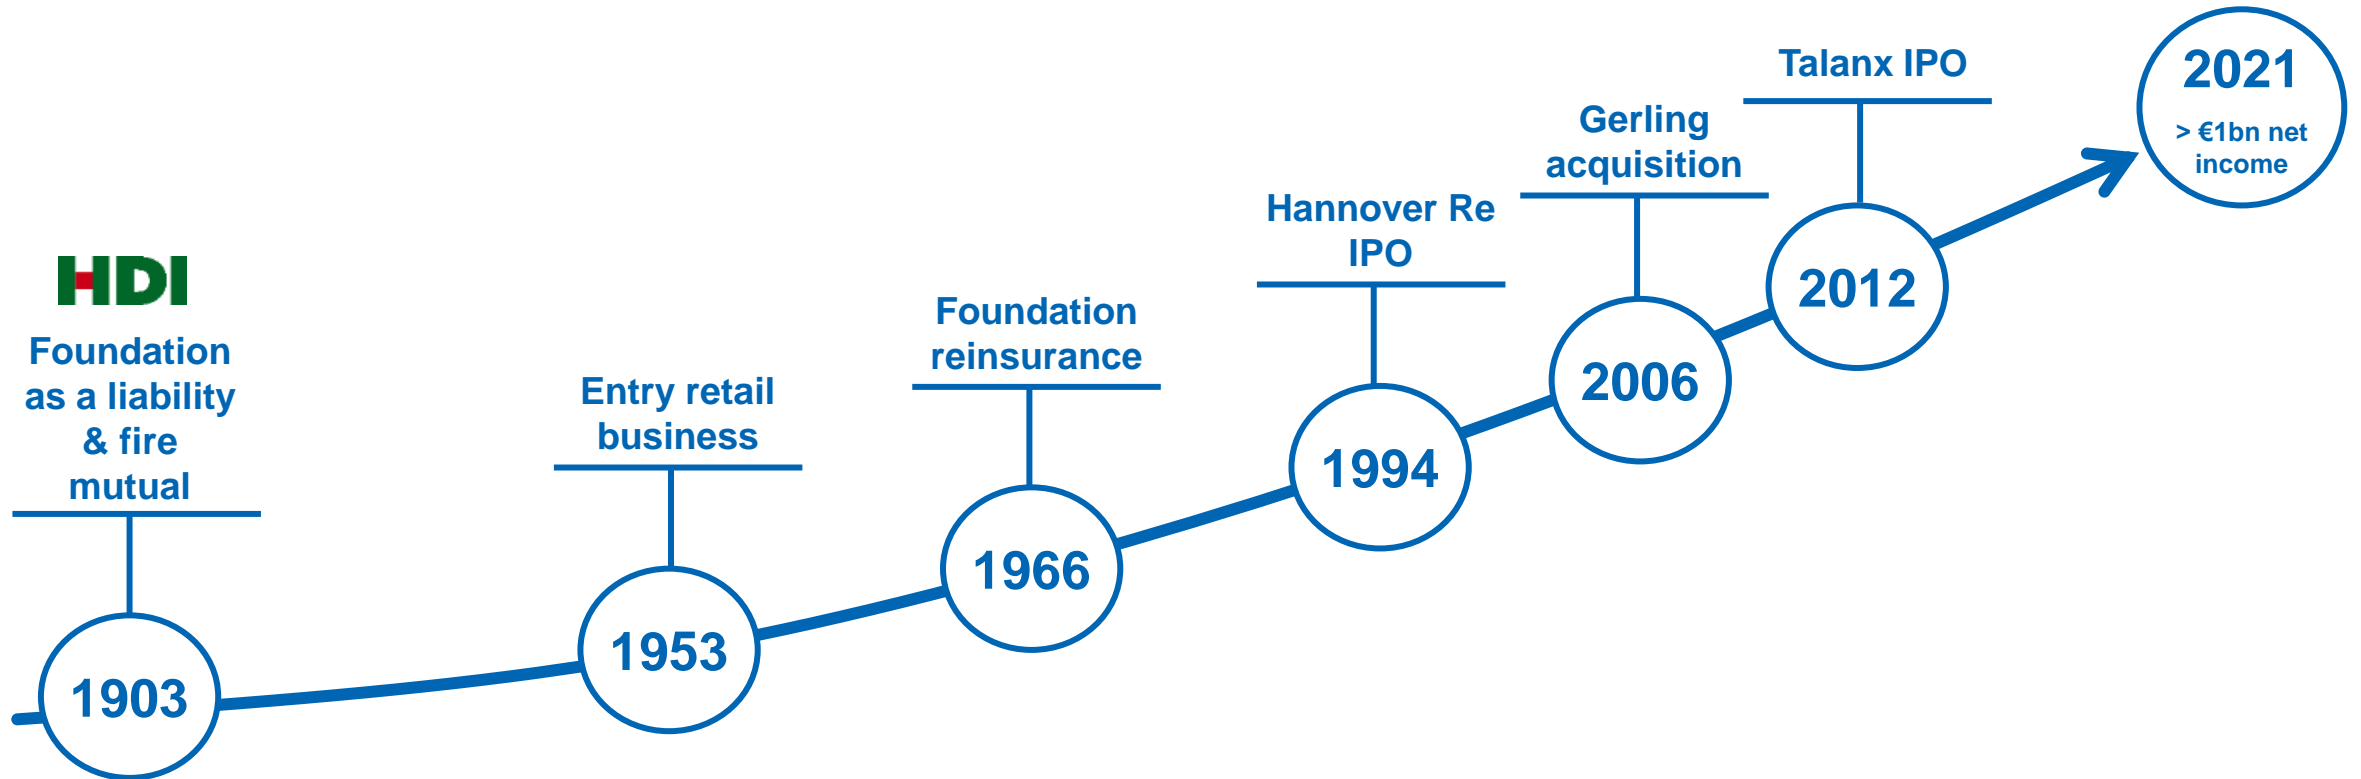 HDI
Foundation
as a liability
& fire
mutual
1903
Entry retail
business
1953
Foundation
reinsurance
1966
Hannover Re
IPO
1994
Gerling
acquisition
2006
Talanx IPO
2012
2021
> €1bn net
income